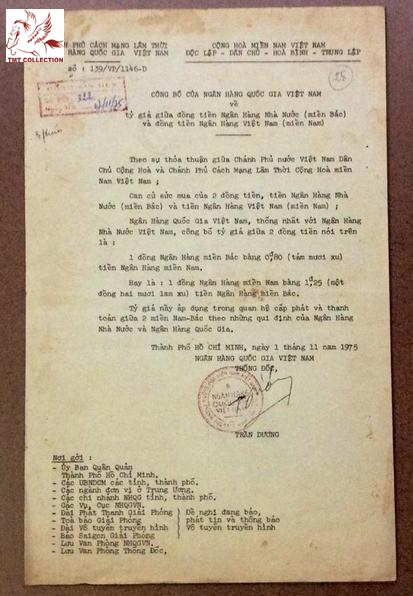 TMT COLLECTION
PHỦ CÁCH MẠNG LÂM THỜI
HÀNG QUỐC GIA VIỆT NAM
SỐ : 139/VP/1146-D
CỘNG HOÀ MIỀN NAM VIỆT NAM
ĐỘC LẬP - DÂN CHỦ - HOÀ BÌNH - TRUNG LẬP
25
CÔNG BỐ CỦA NGÂN HÀNG QUỐC GIA VIỆT NAM
về
tỷ giá giữa đồng tiền Ngân Hàng Nhà Nước (miền Bắc)
và đồng tiền Ngân Hàng Việt Nam (miền Nam)
Theo sự thỏa thuận giữa Chánh Phủ nước Việt Nam Dân
Chủ Cộng Hoà và Chánh Phủ Cách Mạng Lâm Thời Cộng Hoà miền
Nam Việt Nam ;
Căn cứ sức mua của 2 đồng tiền, tiền Ngân Hàng Nhà
Nước (miền Bắc) và tiền Ngân Hàng Việt Nam (miền Nam) ;
Ngân Hàng Quốc Gia Việt Nam, thống nhất với Ngân Hàng
Nhà Nước Việt Nam, công bố tỷ giá giữa 2 đồng tiền nói trên
là :
1 đồng Ngân Hàng miền Bắc bằng 0đ80 (tám mươi xu)
tiền Ngân Hàng miền Nam.
Hay là : 1 đồng Ngân Hàng miền Nam bằng 1đ25 (một
đồng hai mươi lăm xu) tiền Ngân Hàng miền Bắc.
Tỷ giá nầy áp dụng trong quan hệ cấp phát và thanh
toán giữa 2 miền Nam-Bắc theo những qui định của Ngân Hàng
Nhà Nước và Ngân Hàng Quốc Gia.
Thành Phố HỒ CHÍ MINH, ngày 1 tháng 11 năm 1975
NGÂN HÀNG QUỐC GIA VIỆT NAM
THỐNG ĐỐC,
NGÂN HÀNG
QUỐC GIA
VIỆT NAM
TRẦN DƯƠNG
Nơi gởi :
- Ủy Ban Quân Quản
Thành Phố Hồ Chí Minh.
- Các UBNDCM các tỉnh, thành phố.
- Các ngành đơn vị ở Trung Ương.
- Các chi nhánh NHQG tỉnh, thành phố.
- Các Vụ, Cục NHQGVN.
- Đài Phát Thanh Giải Phóng ) Đề nghị đăng báo,
- Toà báo Giải Phóng ) phát tin và thông báo
- Đài Vô tuyến truyền hình ) Vô tuyến truyền hình
- Báo Saigon Giải Phóng )
- Lưu Văn Phòng NHQGVN.
- Lưu Văn Phòng Thống Đốc.